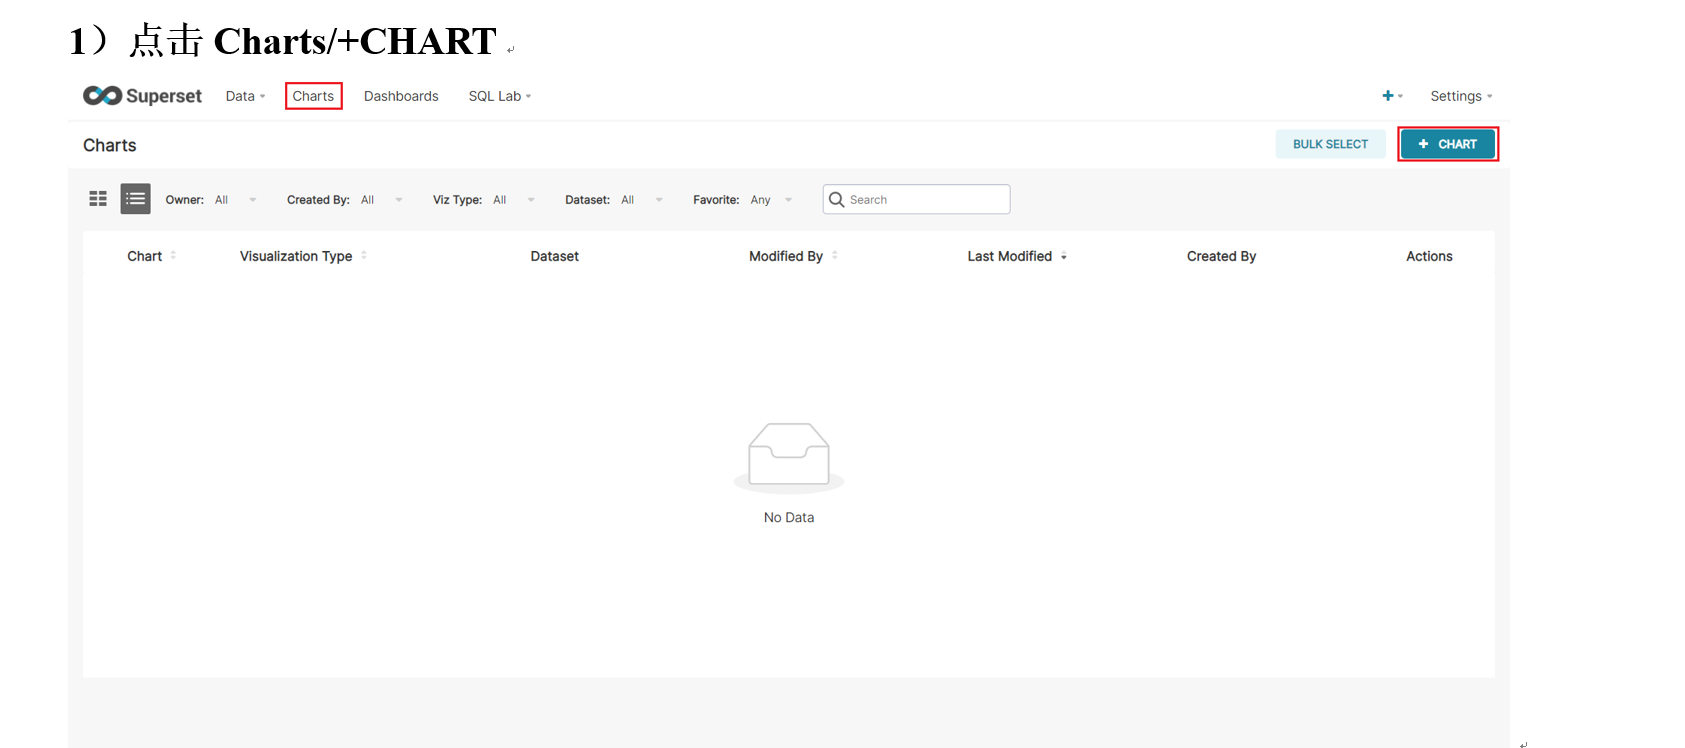 1）点击 Charts/+CHART
Superset Data Charts Dashboards SQL Lab + Settings
Charts BULK SELECT + CHART
Owner: All Created By: All Viz Type: All Dataset: All Favorite: Any Search
Chart Visualization Type Dataset Modified By Last Modified Created By Actions
No Data